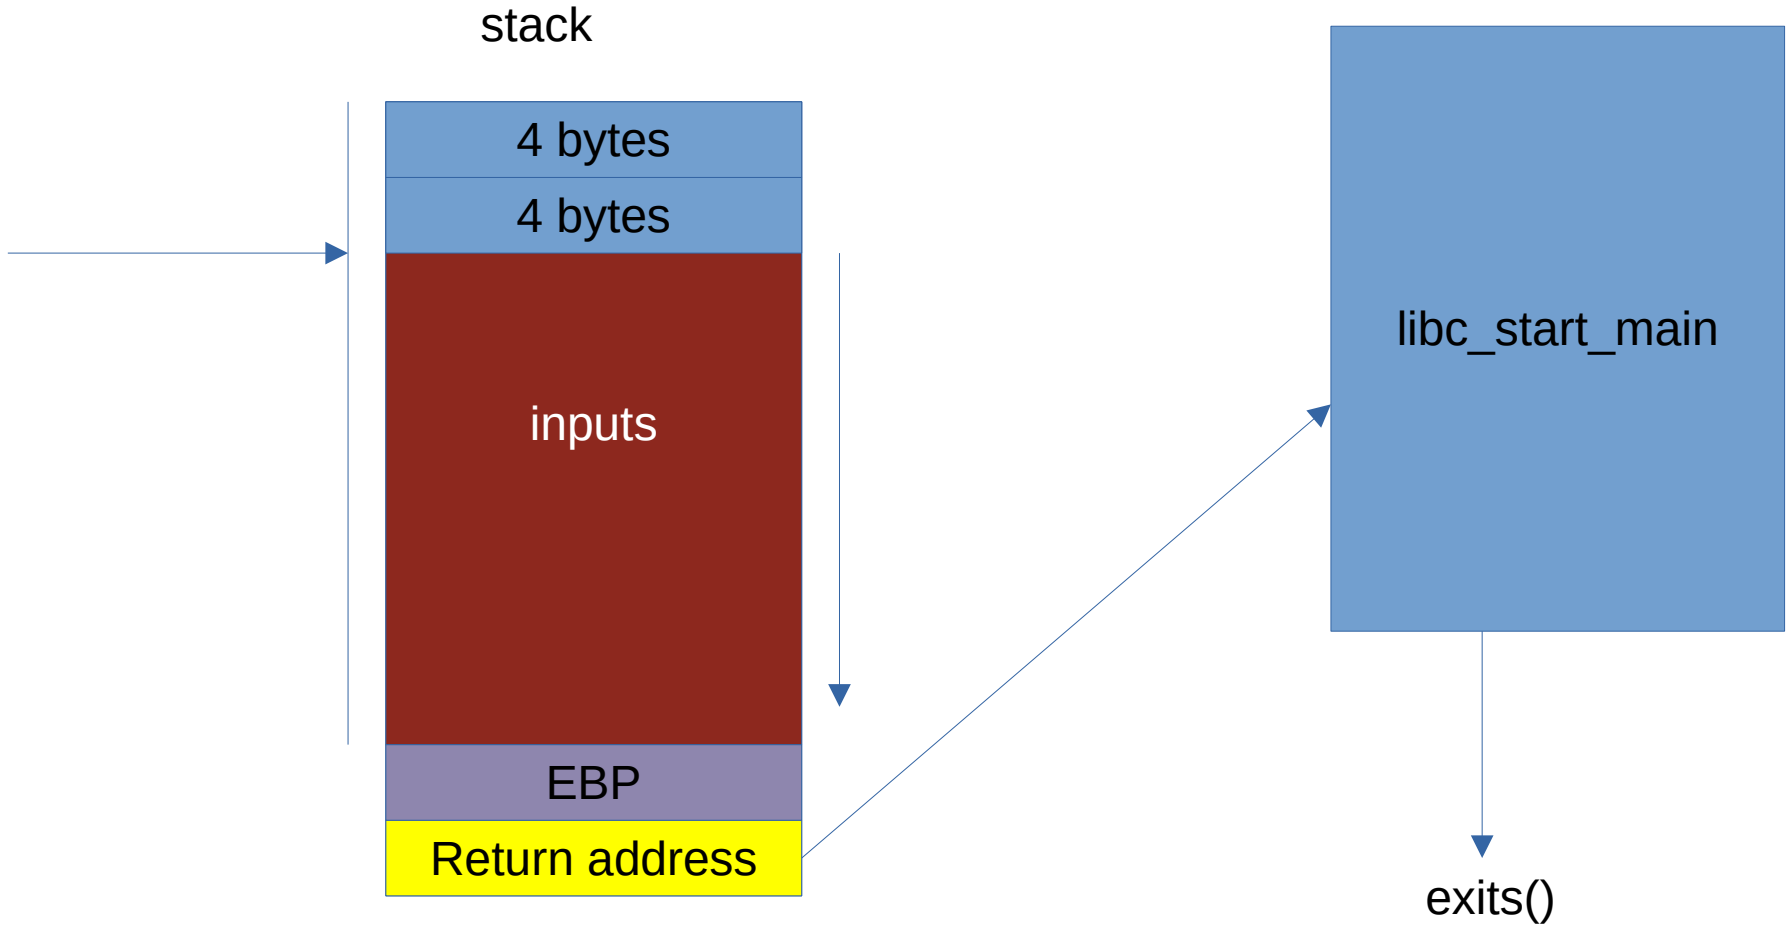 stack
4 bytes
4 bytes
inputs
EBP
Return address
libc_start_main
exits()